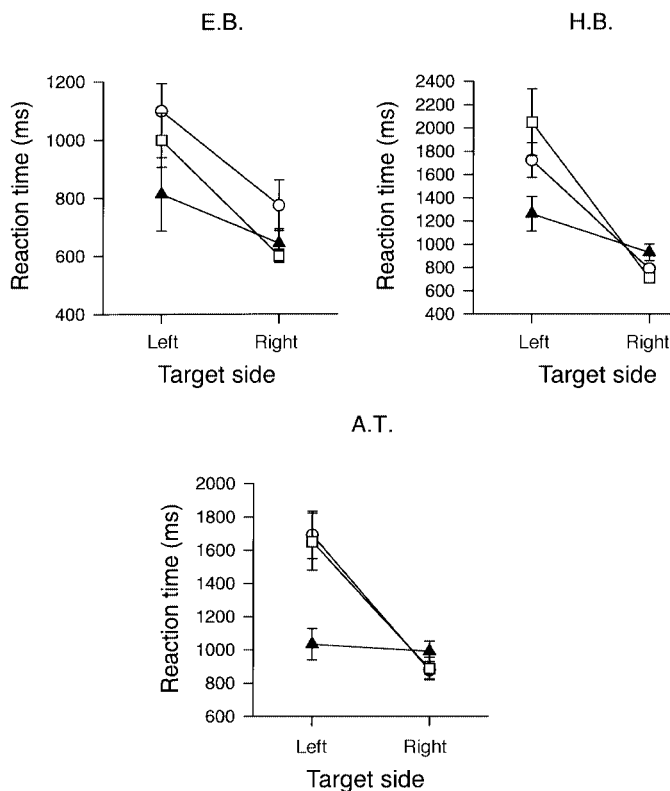 E.B.
Reaction time (ms)
1200
1000
800
600
400
Left Right
Target side
H.B.
Reaction time (ms)
2400
2200
2000
1800
1600
1400
1200
1000
800
600
400
Left Right
Target side
A.T.
Reaction time (ms)
2000
1800
1600
1400
1200
1000
800
600
Left Right
Target side